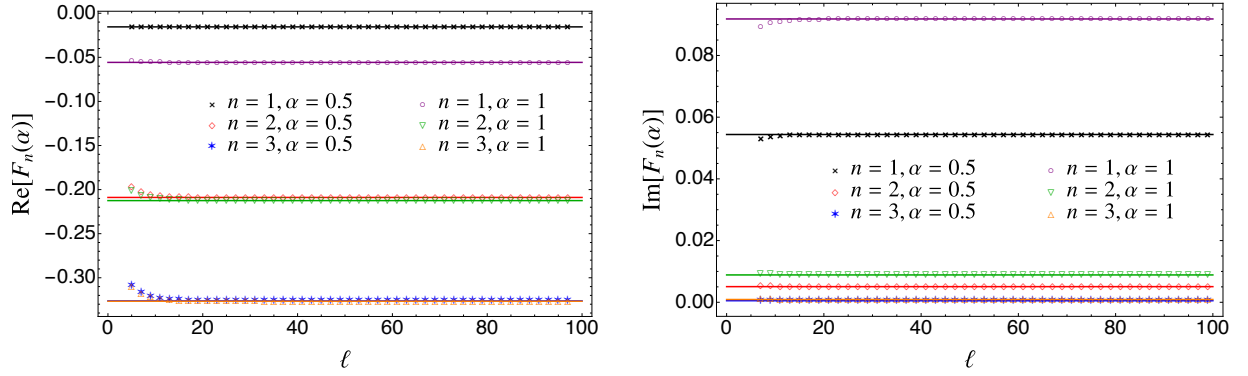 0.00
-0.05
-0.10
-0.15
-0.20
-0.25
-0.30
Re[Fₙ(α)]
n = 1, α = 0.5
n = 1, α = 1
n = 2, α = 0.5
n = 2, α = 1
n = 3, α = 0.5
n = 3, α = 1
0 20 40 60 80 100
ℓ
0.08
0.06
0.04
0.02
0.00
Im[Fₙ(α)]
n = 1, α = 0.5
n = 1, α = 1
n = 2, α = 0.5
n = 2, α = 1
n = 3, α = 0.5
n = 3, α = 1
0 20 40 60 80 100
ℓ